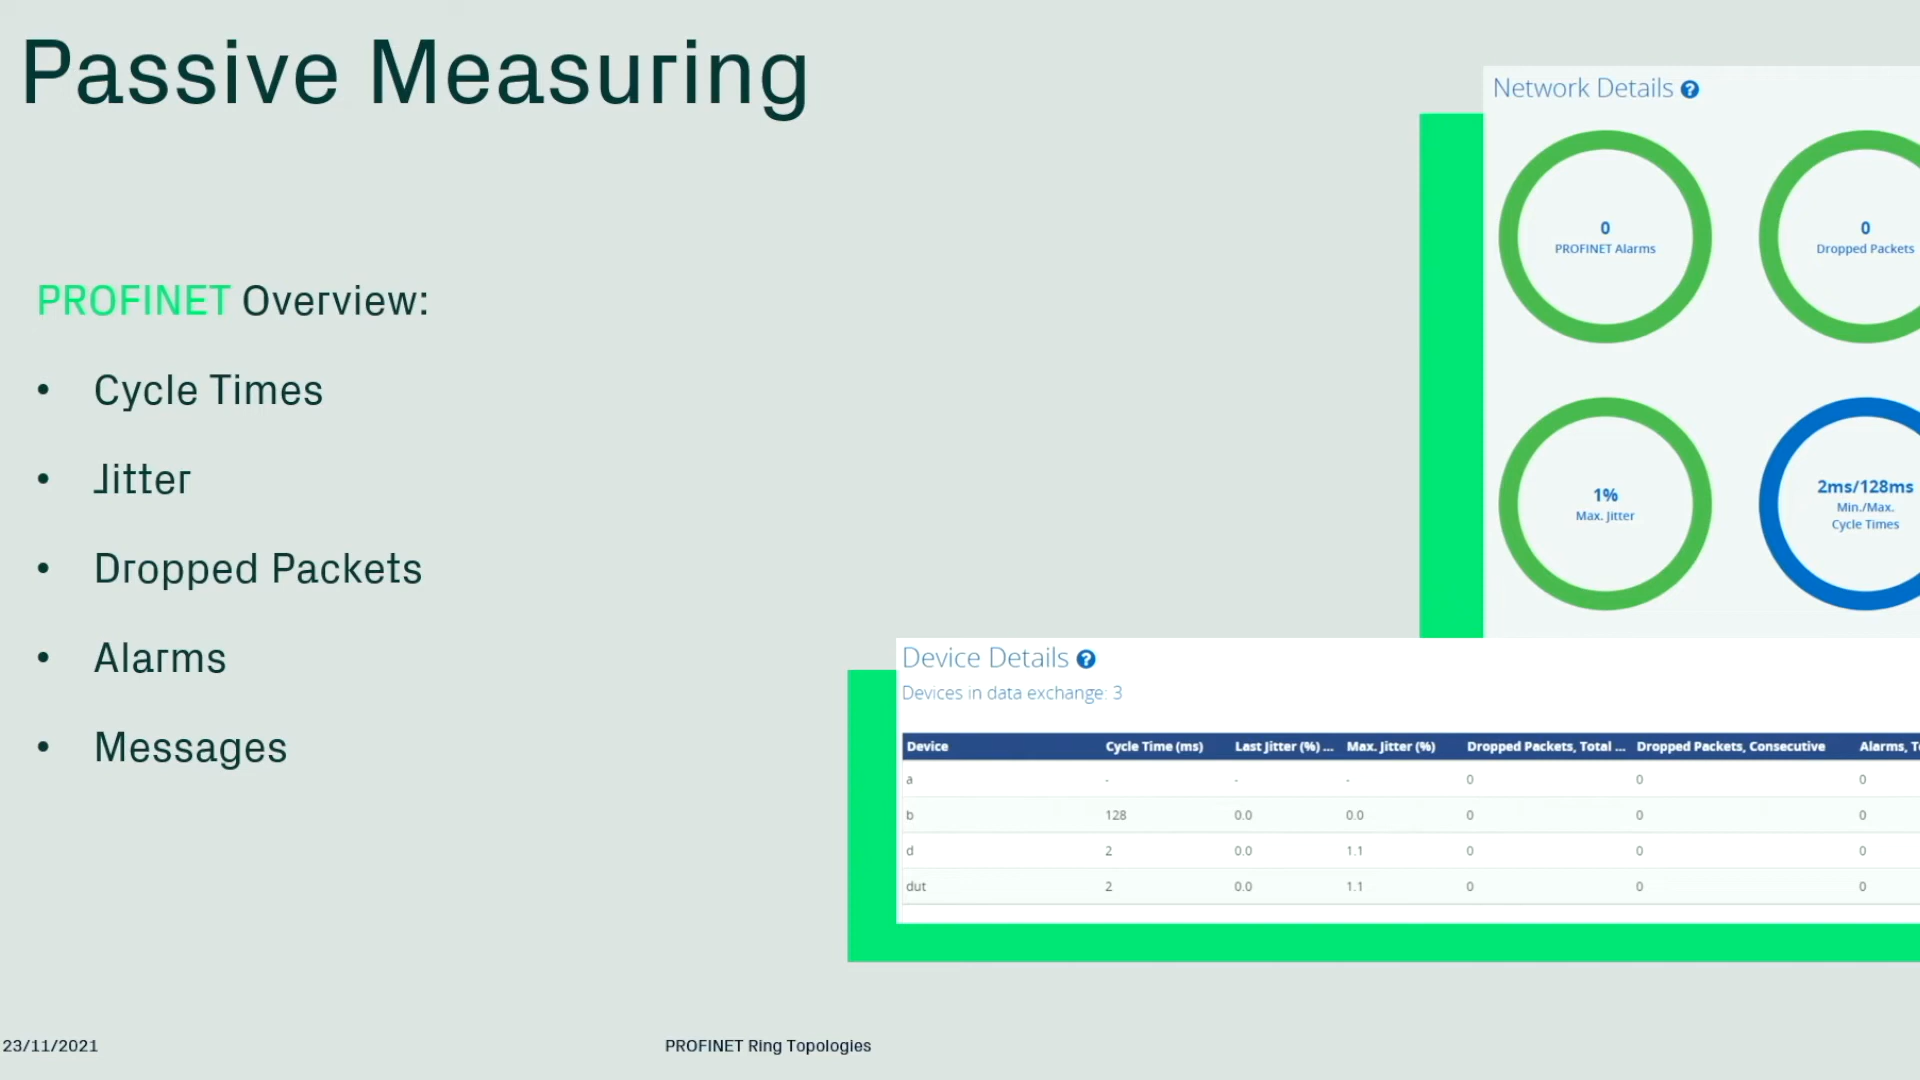 Passive Measuring
PROFINET Overview:
• Cycle Times
• Jitter
• Dropped Packets
• Alarms
• Messages
Network Details
0
PROFINET Alarms
0
Dropped Packets
1%
Max. Jitter
2ms/128ms
Min./Max.
Cycle Times
Device Details
Devices in data exchange: 3
Device Cycle Time (ms) Last Jitter (%) ... Max. Jitter (%) Dropped Packets, Total ... Dropped Packets, Consecutive Alarms,
a - - - 0 0 0
b 128 0.0 0.0 0 0 0
d 2 0.0 1.1 0 0 0
dut 2 0.0 1.1 0 0 0
23/11/2021
PROFINET Ring Topologies